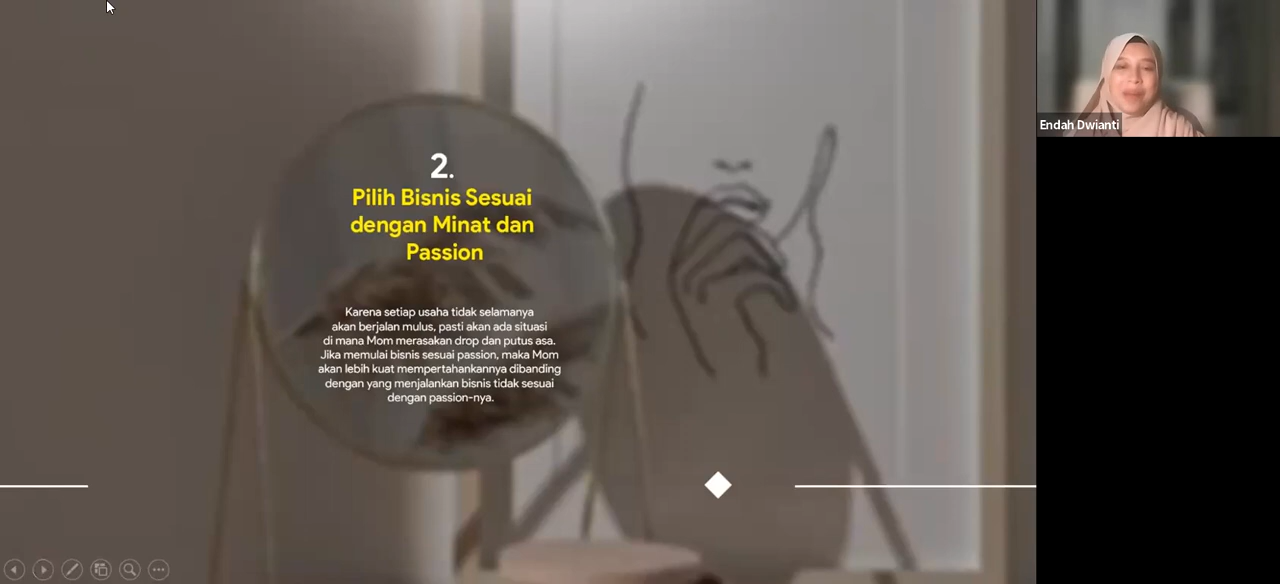 2.
Pilih Bisnis Sesuai
dengan Minat dan
Passion
Karena setiap usaha tidak selamanya
akan berjalan mulus, pasti akan ada situasi
di mana Mom merasakan drop dan putus asa.
Jika memulai bisnis sesuai passion, maka Mom
akan lebih kuat mempertahankannya dibanding
dengan yang menjalankan bisnis tidak sesuai
dengan passion-nya.
Endah Dwianti